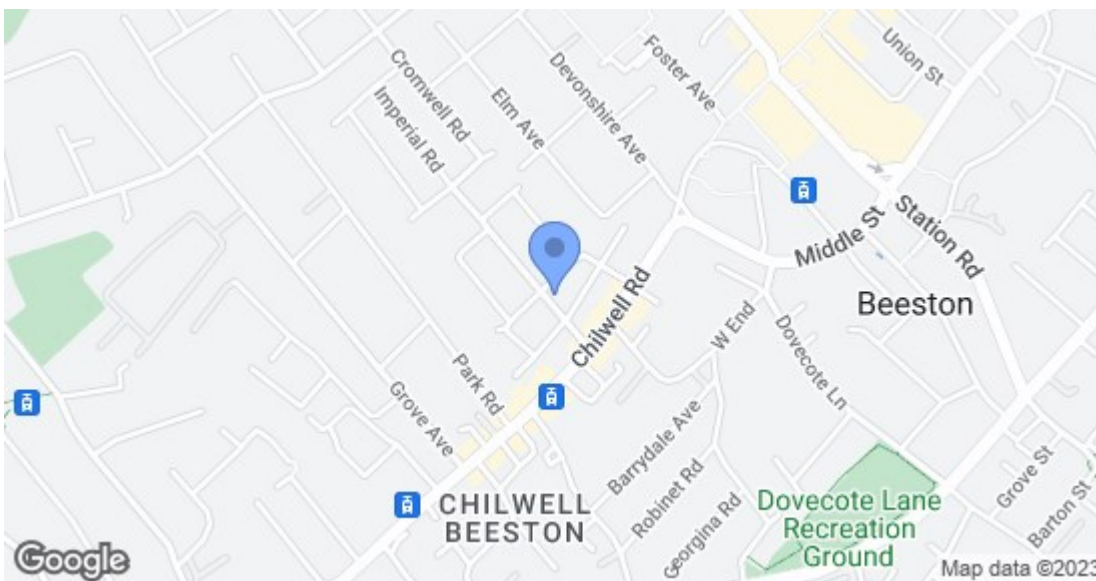 Union St
Foster Ave
Devonshire Ave
Cromwell Rd
Elm Ave
Imperial Rd
Station Rd
Middle St
Chilwell Rd
Beeston
W End
Dovecote Ln
Park Rd
Grove Ave
Barrydale Ave
Robinet Rd
Georgina Rd
Grove St
Barton St
CHILWELL
BEESTON
Dovecote Lane
Recreation
Ground
Google
Map data ©2023